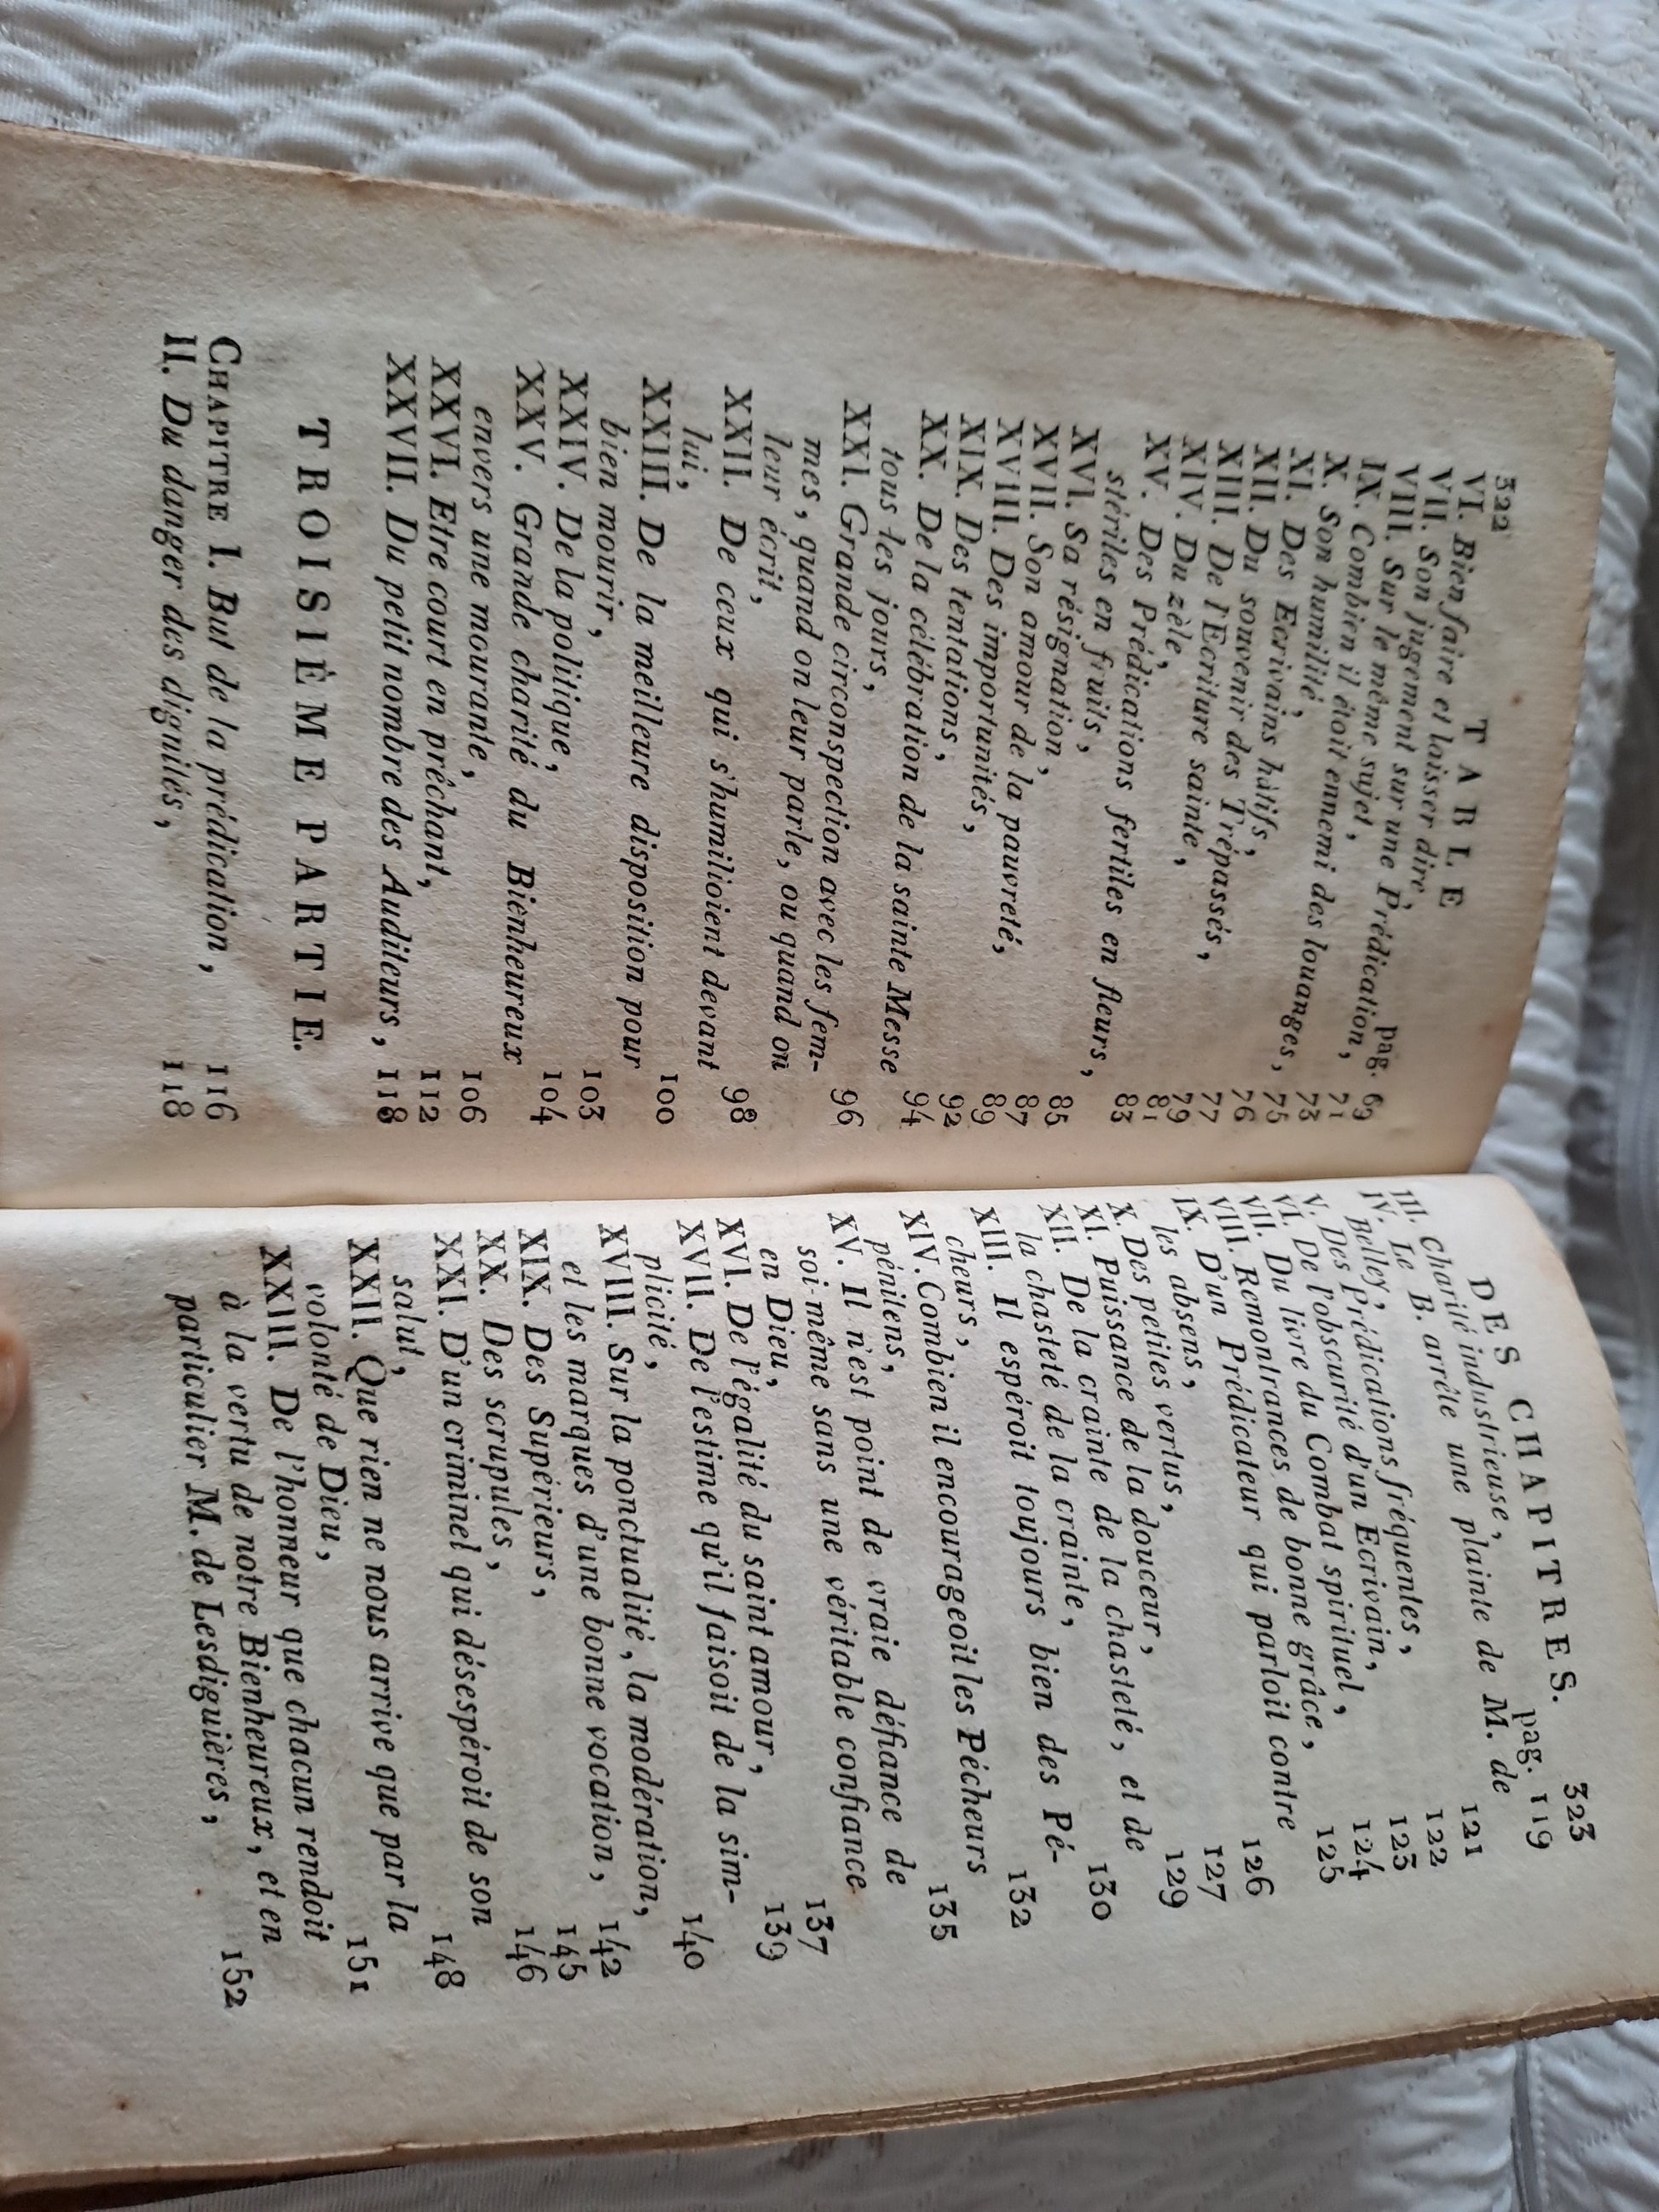 322 TABLE
VI. Bien faire et laisser dire, pag. 69
VII. Son jugement sur une Prédication, 71
VIII. Sur le même sujet, 73
IX. Combien il étoit ennemi des louanges, 75
X. Son humilité, 76
XI. Des Ecrivains hâtifs, 77
XII. Du souvenir des Trépassés, 79
XIII. De l'Ecriture sainte, 81
XIV. Du zèle,
XV. Des Prédications fertiles en fleurs,
stériles en fruits, 83
XVI. Sa résignation, 85
XVII. Son amour de la pauvreté, 87
XVIII. Des importunités, 89
XIX. Des tentations, 92
XX. De la célébration de la sainte Messe
tous les jours, 94
XXI. Grande circonspection avec les fem-
mes, quand on leur parle, ou quand on
leur écrit, 96
XXII. De ceux qui s'humilioient devant
lui, 98
XXIII. De la meilleure disposition pour
bien mourir, 100
XXIV. De la politique, 103
XXV. Grande charité du Bienheureux 104
envers une mourante, 106
XXVI. Etre court en prêchant, 112
XXVII. Du petit nombre des Auditeurs, 118
TROISIÈME PARTIE.
CHAPITRE I. But de la prédication, 116
II. Du danger des dignités, 118
DES CHAPITRES. 323
III. Charité industrieuse, pag. 119
IV. Le B. arrête une plainte de M. de
Belley, 121
V. Des Prédications fréquentes, 122
VI. De l'obscurité d'un Ecrivain, 123
VII. Du livre du Combat spirituel, 124
VIII. Remontrances de bonne grâce, 125
IX. D'un Prédicateur qui parloit contre
les absens, 126
X. Des petites vertus, 127
XI. Puissance de la douceur, 129
XII. De la crainte de la chasteté, et de
la chasteté de la crainte, 130
XIII. Il espéroit toujours bien des Pé-
cheurs, 132
XIV. Combien il encourageoit les Pécheurs
pénitens, 135
XV. Il n'est point de vraie défiance de
soi-même sans une véritable confiance
en Dieu, 137
XVI. De l'égalité du saint amour, 139
XVII. De l'estime qu'il faisoit de la sim-
plicité, 140
XVIII. Sur la ponctualité, la modération,
et les marques d'une bonne vocation, 142
XIX. Des Supérieurs, 145
XX. Des scrupules, 146
XXI. D'un criminel qui désespéroit de son
salut, 148
XXII. Que rien ne nous arrive que par la
volonté de Dieu, 151
XXIII. De l'honneur que chacun rendoit
à la vertu de notre Bienheureux, et en
particulier M. de Lesdiguières, 152